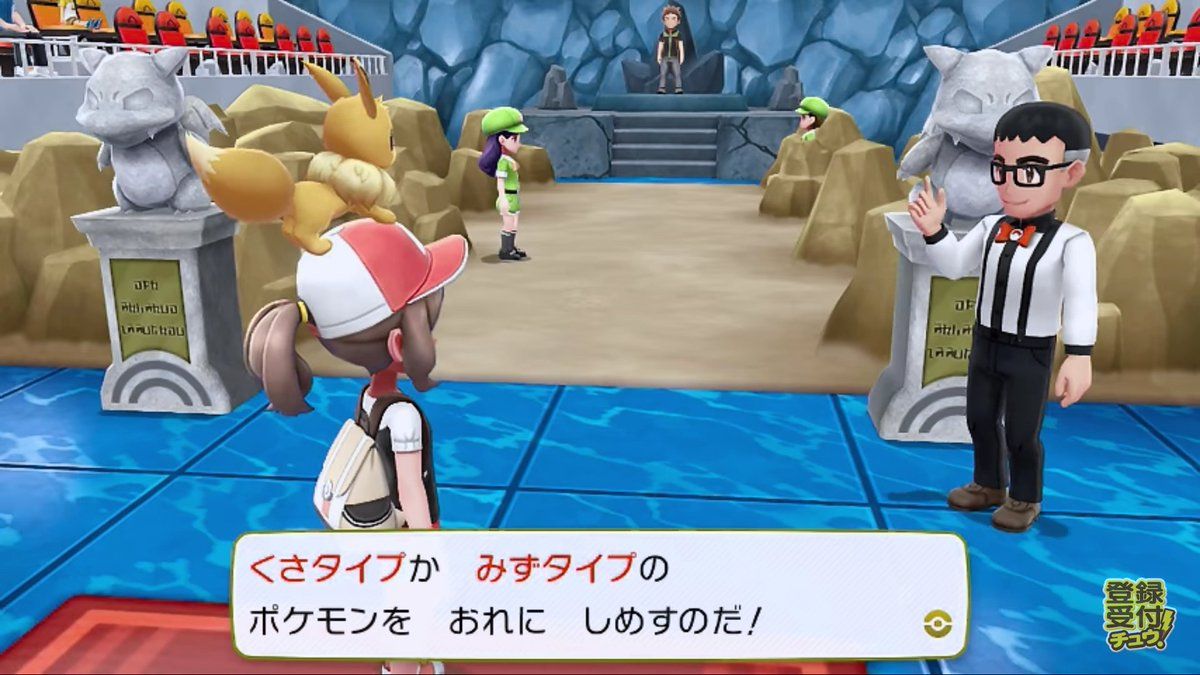 くさタイプか　みずタイプの
ポケモンを　おれに　しめすのだ！
登録
受付
チュウ！